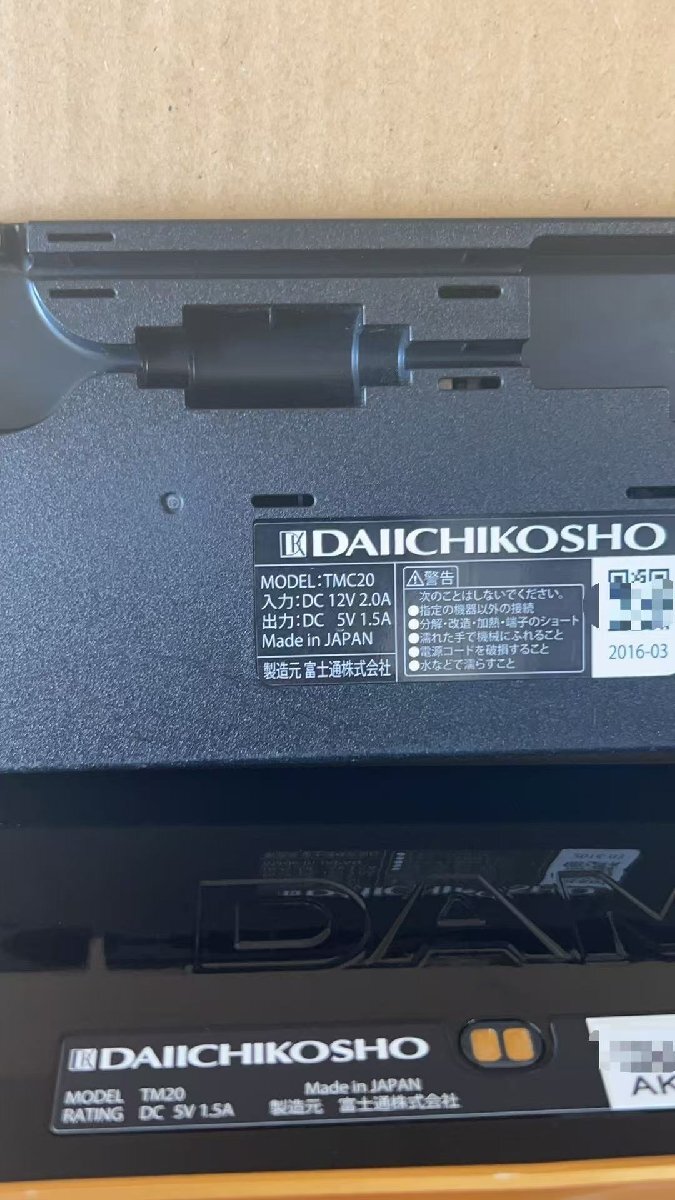 DAIICHIKOSHO
MODEL:TMC20
入力:DC 12V 2.0A
出力:DC 5V 1.5A
Made in JAPAN
製造元 富士通株式会社
⚠警告
次のことはしないでください。
●指定の機器以外の接続
●分解・改造・加熱・端子のショート
●濡れた手で機械にふれること
●電源コードを破損すること
●水などで濡らすこと
2016-03
DAM
DAIICHIKOSHO
MODEL TM20
RATING DC 5V 1.5A
Made in JAPAN
製造元 富士通株式会社
AK